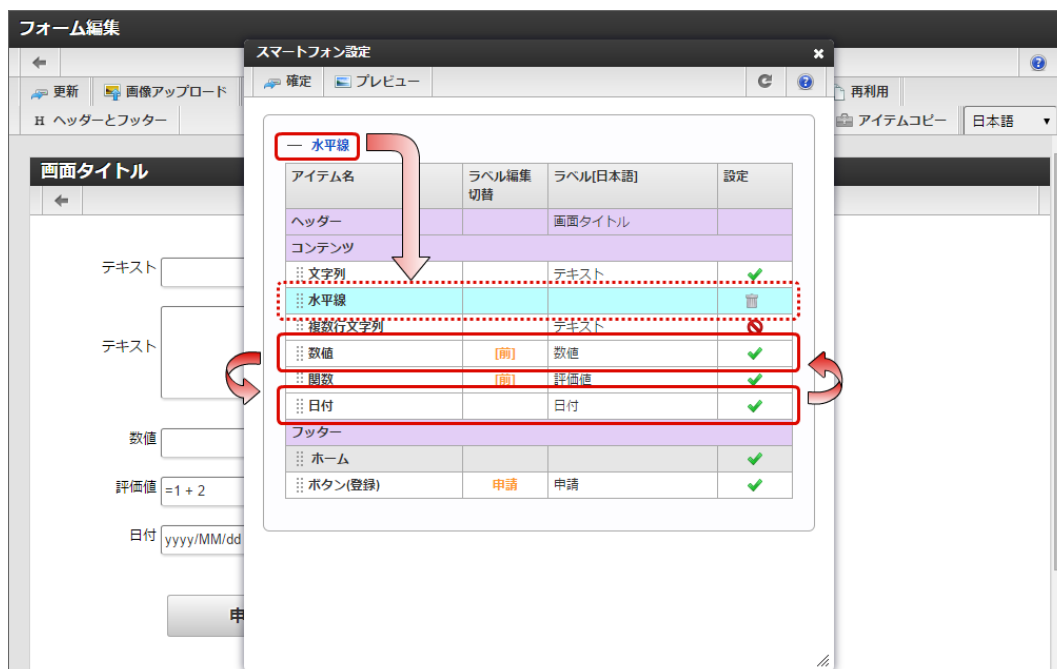 フォーム編集
更新 画像アップロード 再利用
H ヘッダーとフッター アイテムコピー 日本語
画面タイトル
テキスト
テキスト
数値
評価値 =1 + 2
日付 yyyy/MM/dd
申
スマートフォン設定
確定 プレビュー
水平線
アイテム名 ラベル編集切替 ラベル[日本語] 設定
ヘッダー 画面タイトル
コンテンツ
文字列 テキスト
水平線
複数行文字列 テキスト
数値 [前] 数値
関数 [前] 評価値
日付 日付
フッター
ホーム
ボタン(登録) 申請 申請